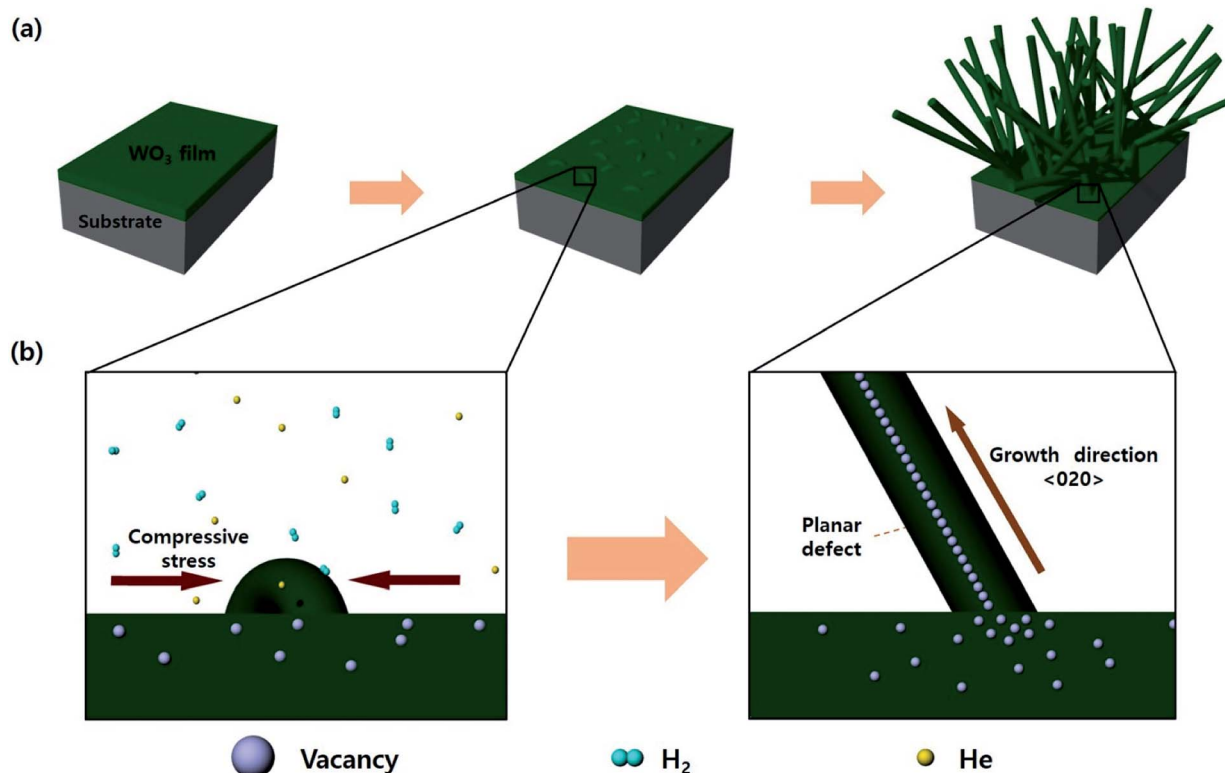 (a)
WO₃ film
Substrate
(b)
Compressive
stress
Growth direction
<020>
Planar
defect
Vacancy
H₂
He